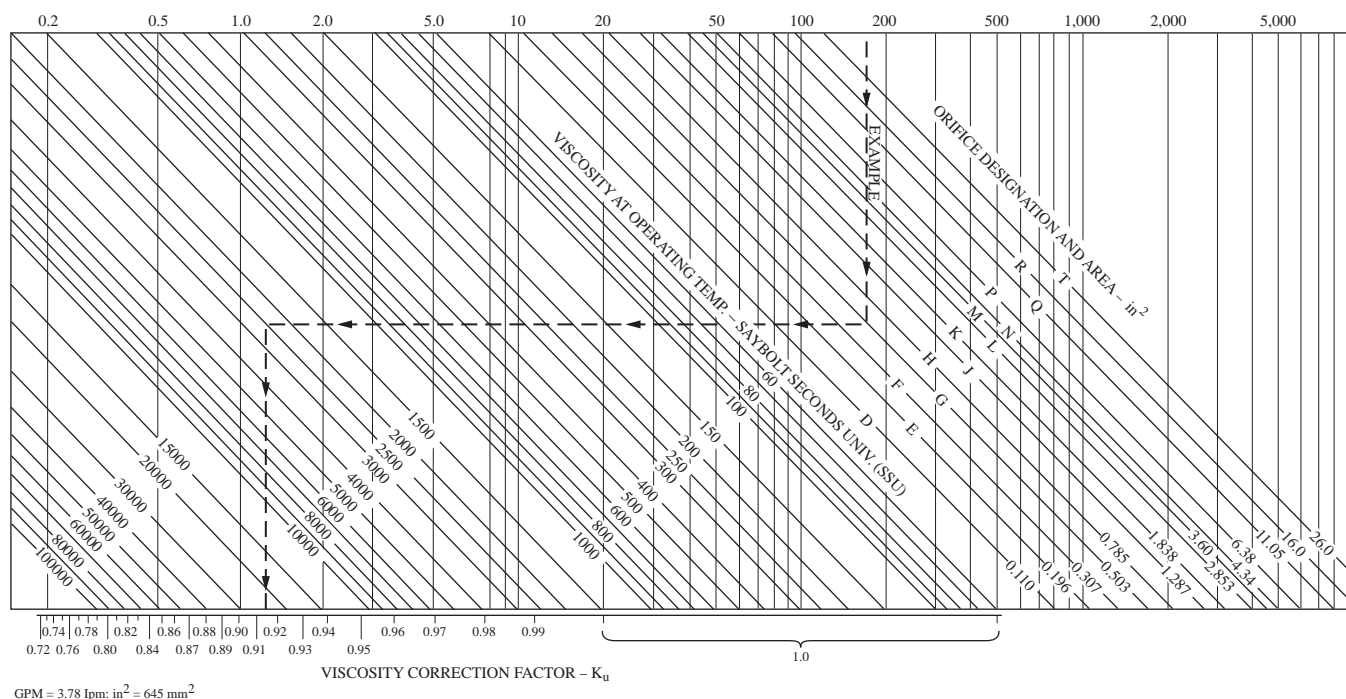 0.2 0.5 1.0 2.0 5.0 10 20 50 100 200 500 1,000 2,000 5,000
EXAMPLE
ORIFICE DESIGNATION AND AREA – in2
VISCOSITY AT OPERATING TEMP. – SAYBOLT SECONDS UNIV. (SSU)
T
R
Q
P
N
M
L
K
J
H
G
F
E
D
60
80
100
150
200
250
300
400
500
600
800
1000
1500
2000
2500
3000
4000
5000
6000
8000
10000
15000
20000
30000
40000
50000
60000
80000
100000
0.110
0.196
0.307
0.503
0.785
1.287
1.838
2.853
3.60
4.34
6.38
11.05
16.0
26.0
0.74 0.78 0.82 0.86 0.88 0.90 0.92 0.94 0.96 0.97 0.98 0.99
0.72 0.76 0.80 0.84 0.87 0.89 0.91 0.93 0.95
1.0
VISCOSITY CORRECTION FACTOR – Ku
GPM = 3.78 Ipm; in2 = 645 mm2